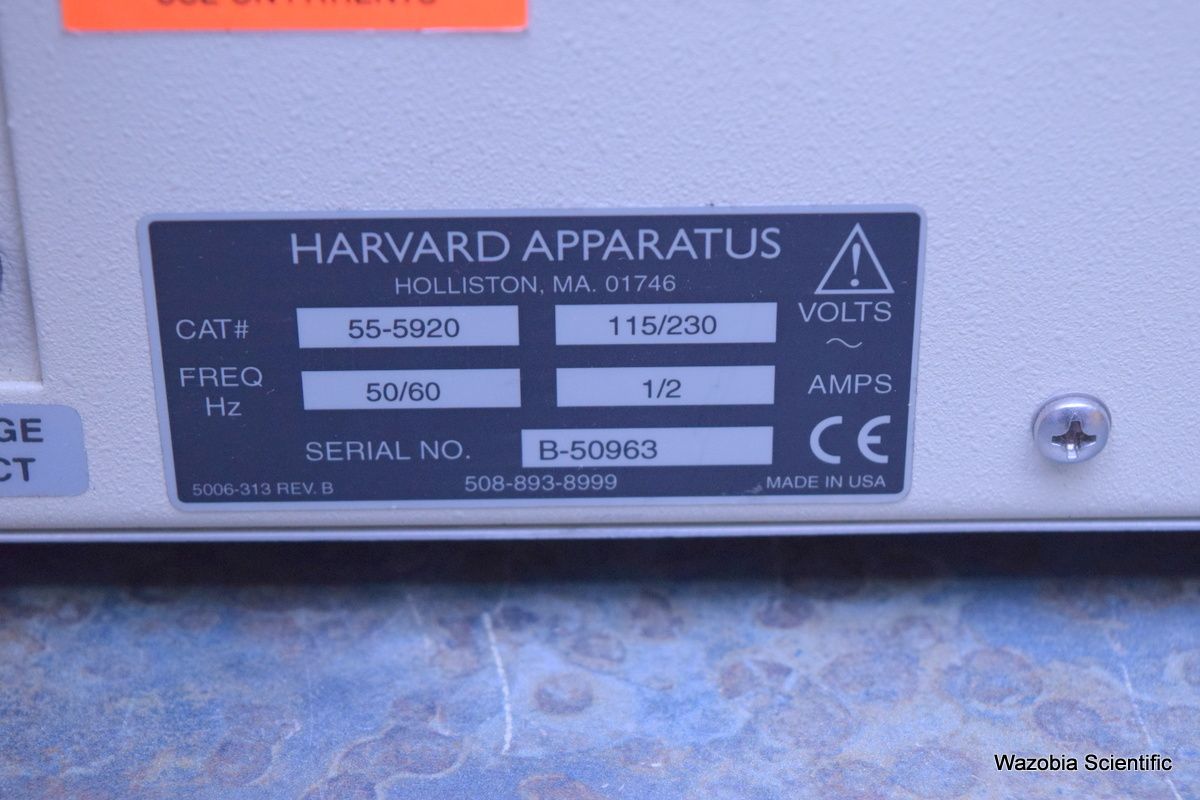 HARVARD APPARATUS
HOLLISTON, MA. 01746
CAT# 55-5920 115/230 VOLTS
~
FREQ Hz 50/60 1/2 AMPS
SERIAL NO. B-50963
CE
5006-313 REV. B 508-893-8999 MADE IN USA
GE
CT
Wazobia Scientific